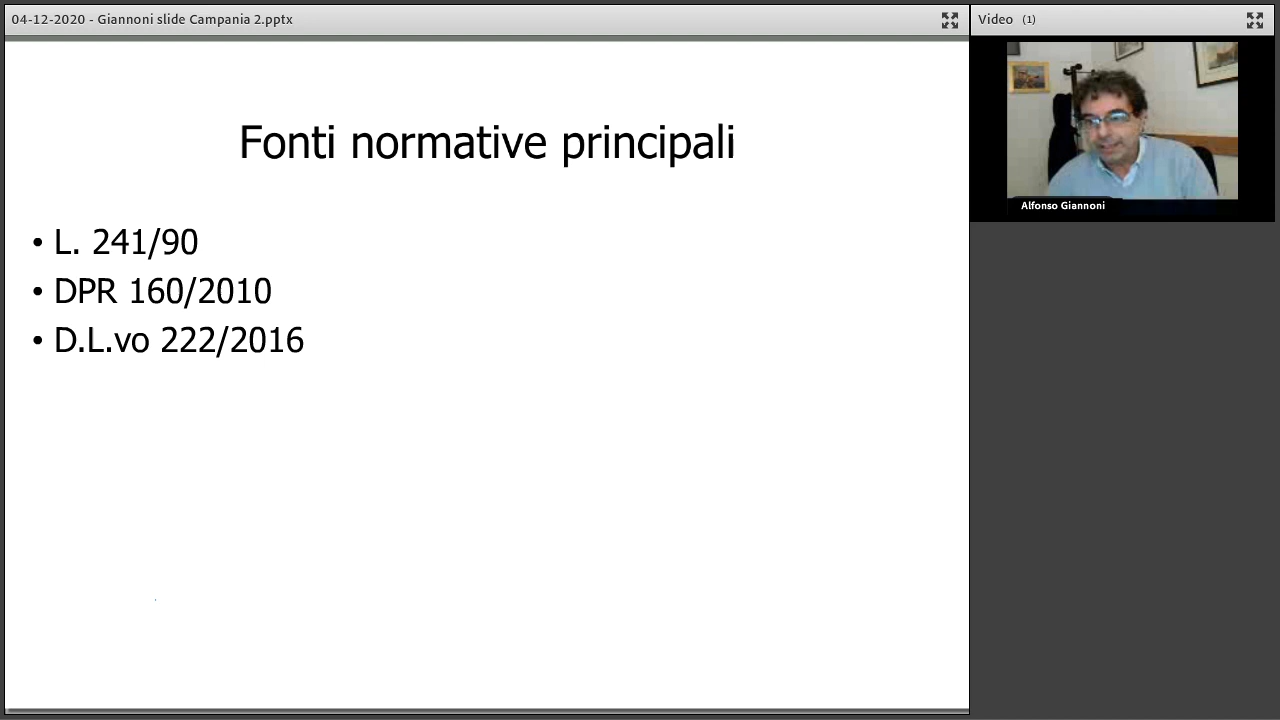 04-12-2020 - Giannoni slide Campania 2.pptx
Video (1)
Fonti normative principali
• L. 241/90
• DPR 160/2010
• D.L.vo 222/2016
Alfonso Giannoni